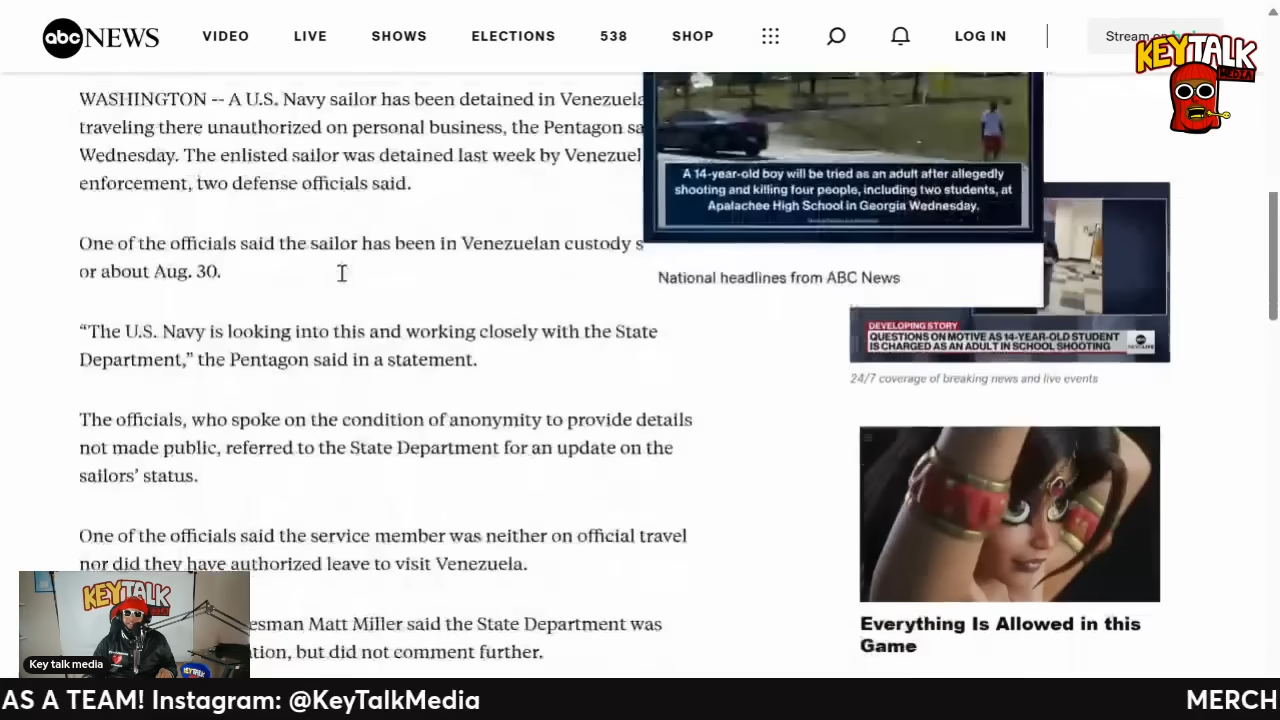 abc NEWS VIDEO LIVE SHOWS ELECTIONS 538 SHOP LOG IN Stream on
KEYTALK
MEDIA
WASHINGTON -- A U.S. Navy sailor has been detained in Venezuela
traveling there unauthorized on personal business, the Pentagon sa
Wednesday. The enlisted sailor was detained last week by Venezuel
enforcement, two defense officials said.
One of the officials said the sailor has been in Venezuelan custody s
or about Aug. 30.
“The U.S. Navy is looking into this and working closely with the State
Department,” the Pentagon said in a statement.
The officials, who spoke on the condition of anonymity to provide details
not made public, referred to the State Department for an update on the
sailors’ status.
One of the officials said the service member was neither on official travel
nor did they have authorized leave to visit Venezuela.
esman Matt Miller said the State Department was
tion, but did not comment further.
A 14-year-old boy will be tried as an adult after allegedly
shooting and killing four people, including two students, at
Apalachee High School in Georgia Wednesday.
National headlines from ABC News
DEVELOPING STORY
QUESTIONS ON MOTIVE AS 14-YEAR-OLD STUDENT
IS CHARGED AS AN ADULT IN SCHOOL SHOOTING
24/7 coverage of breaking news and live events
Everything Is Allowed in this
Game
KEYTALK
Key talk media
AS A TEAM! Instagram: @KeyTalkMedia MERCH